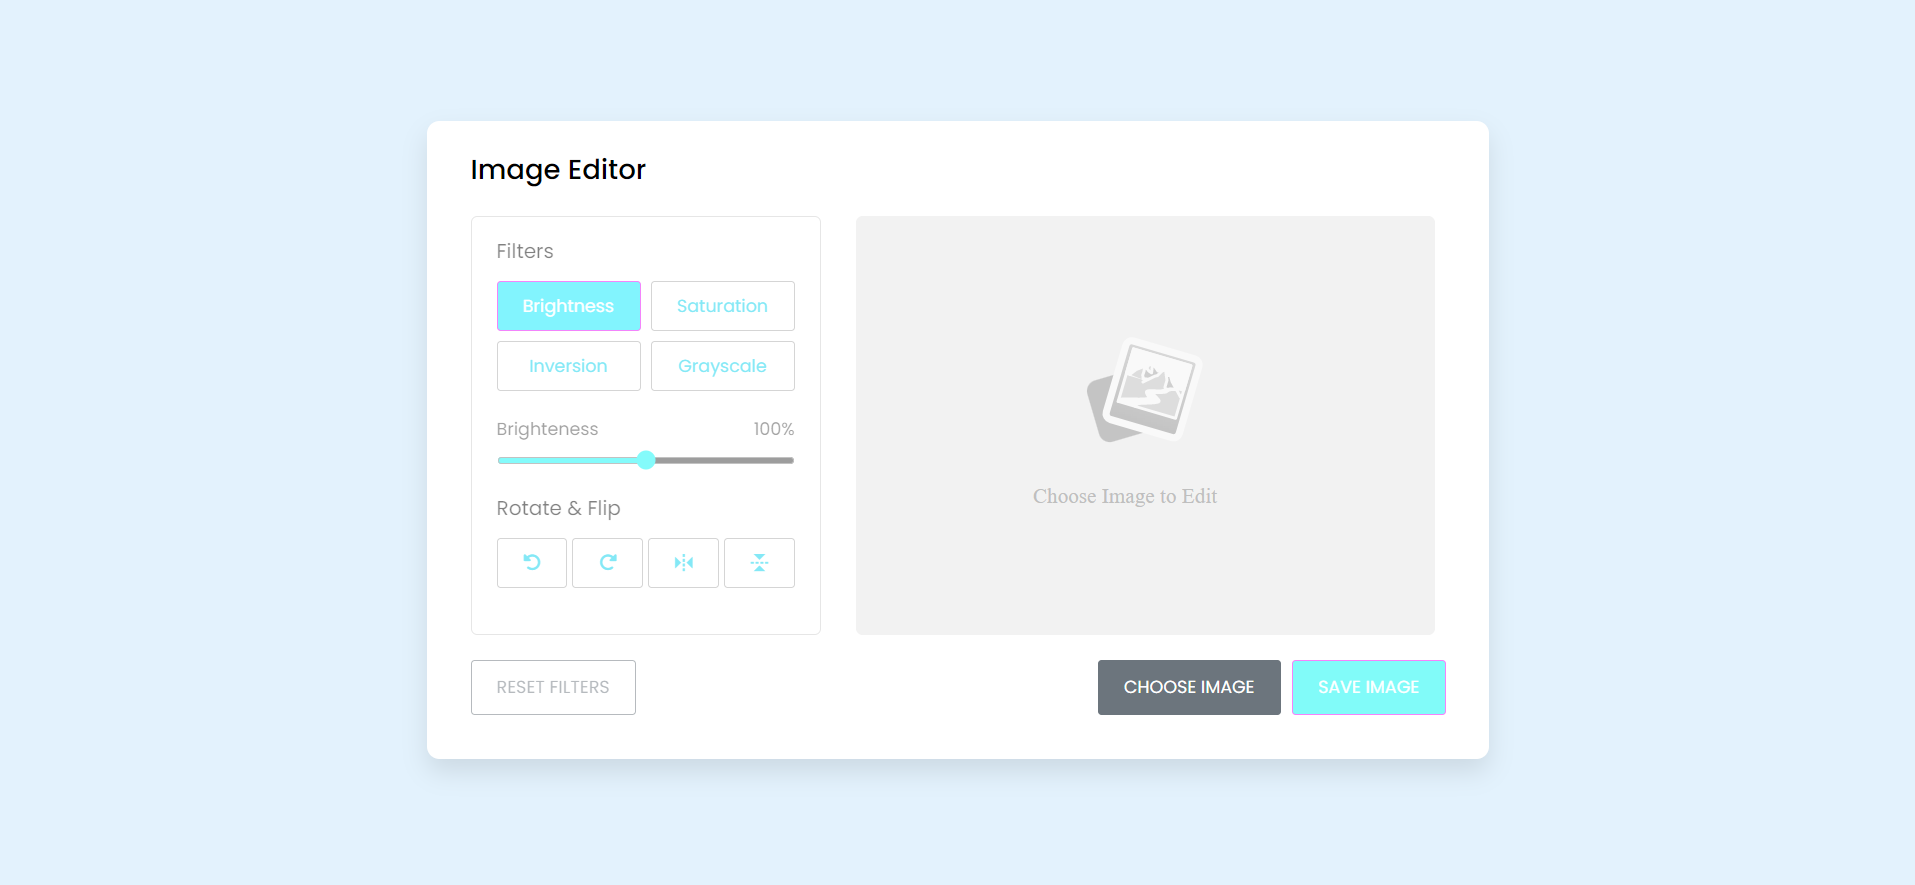 Image Editor
Filters
Brightness
Saturation
Inversion
Grayscale
Brighteness
100%
Rotate & Flip
Choose Image to Edit
RESET FILTERS
CHOOSE IMAGE
SAVE IMAGE